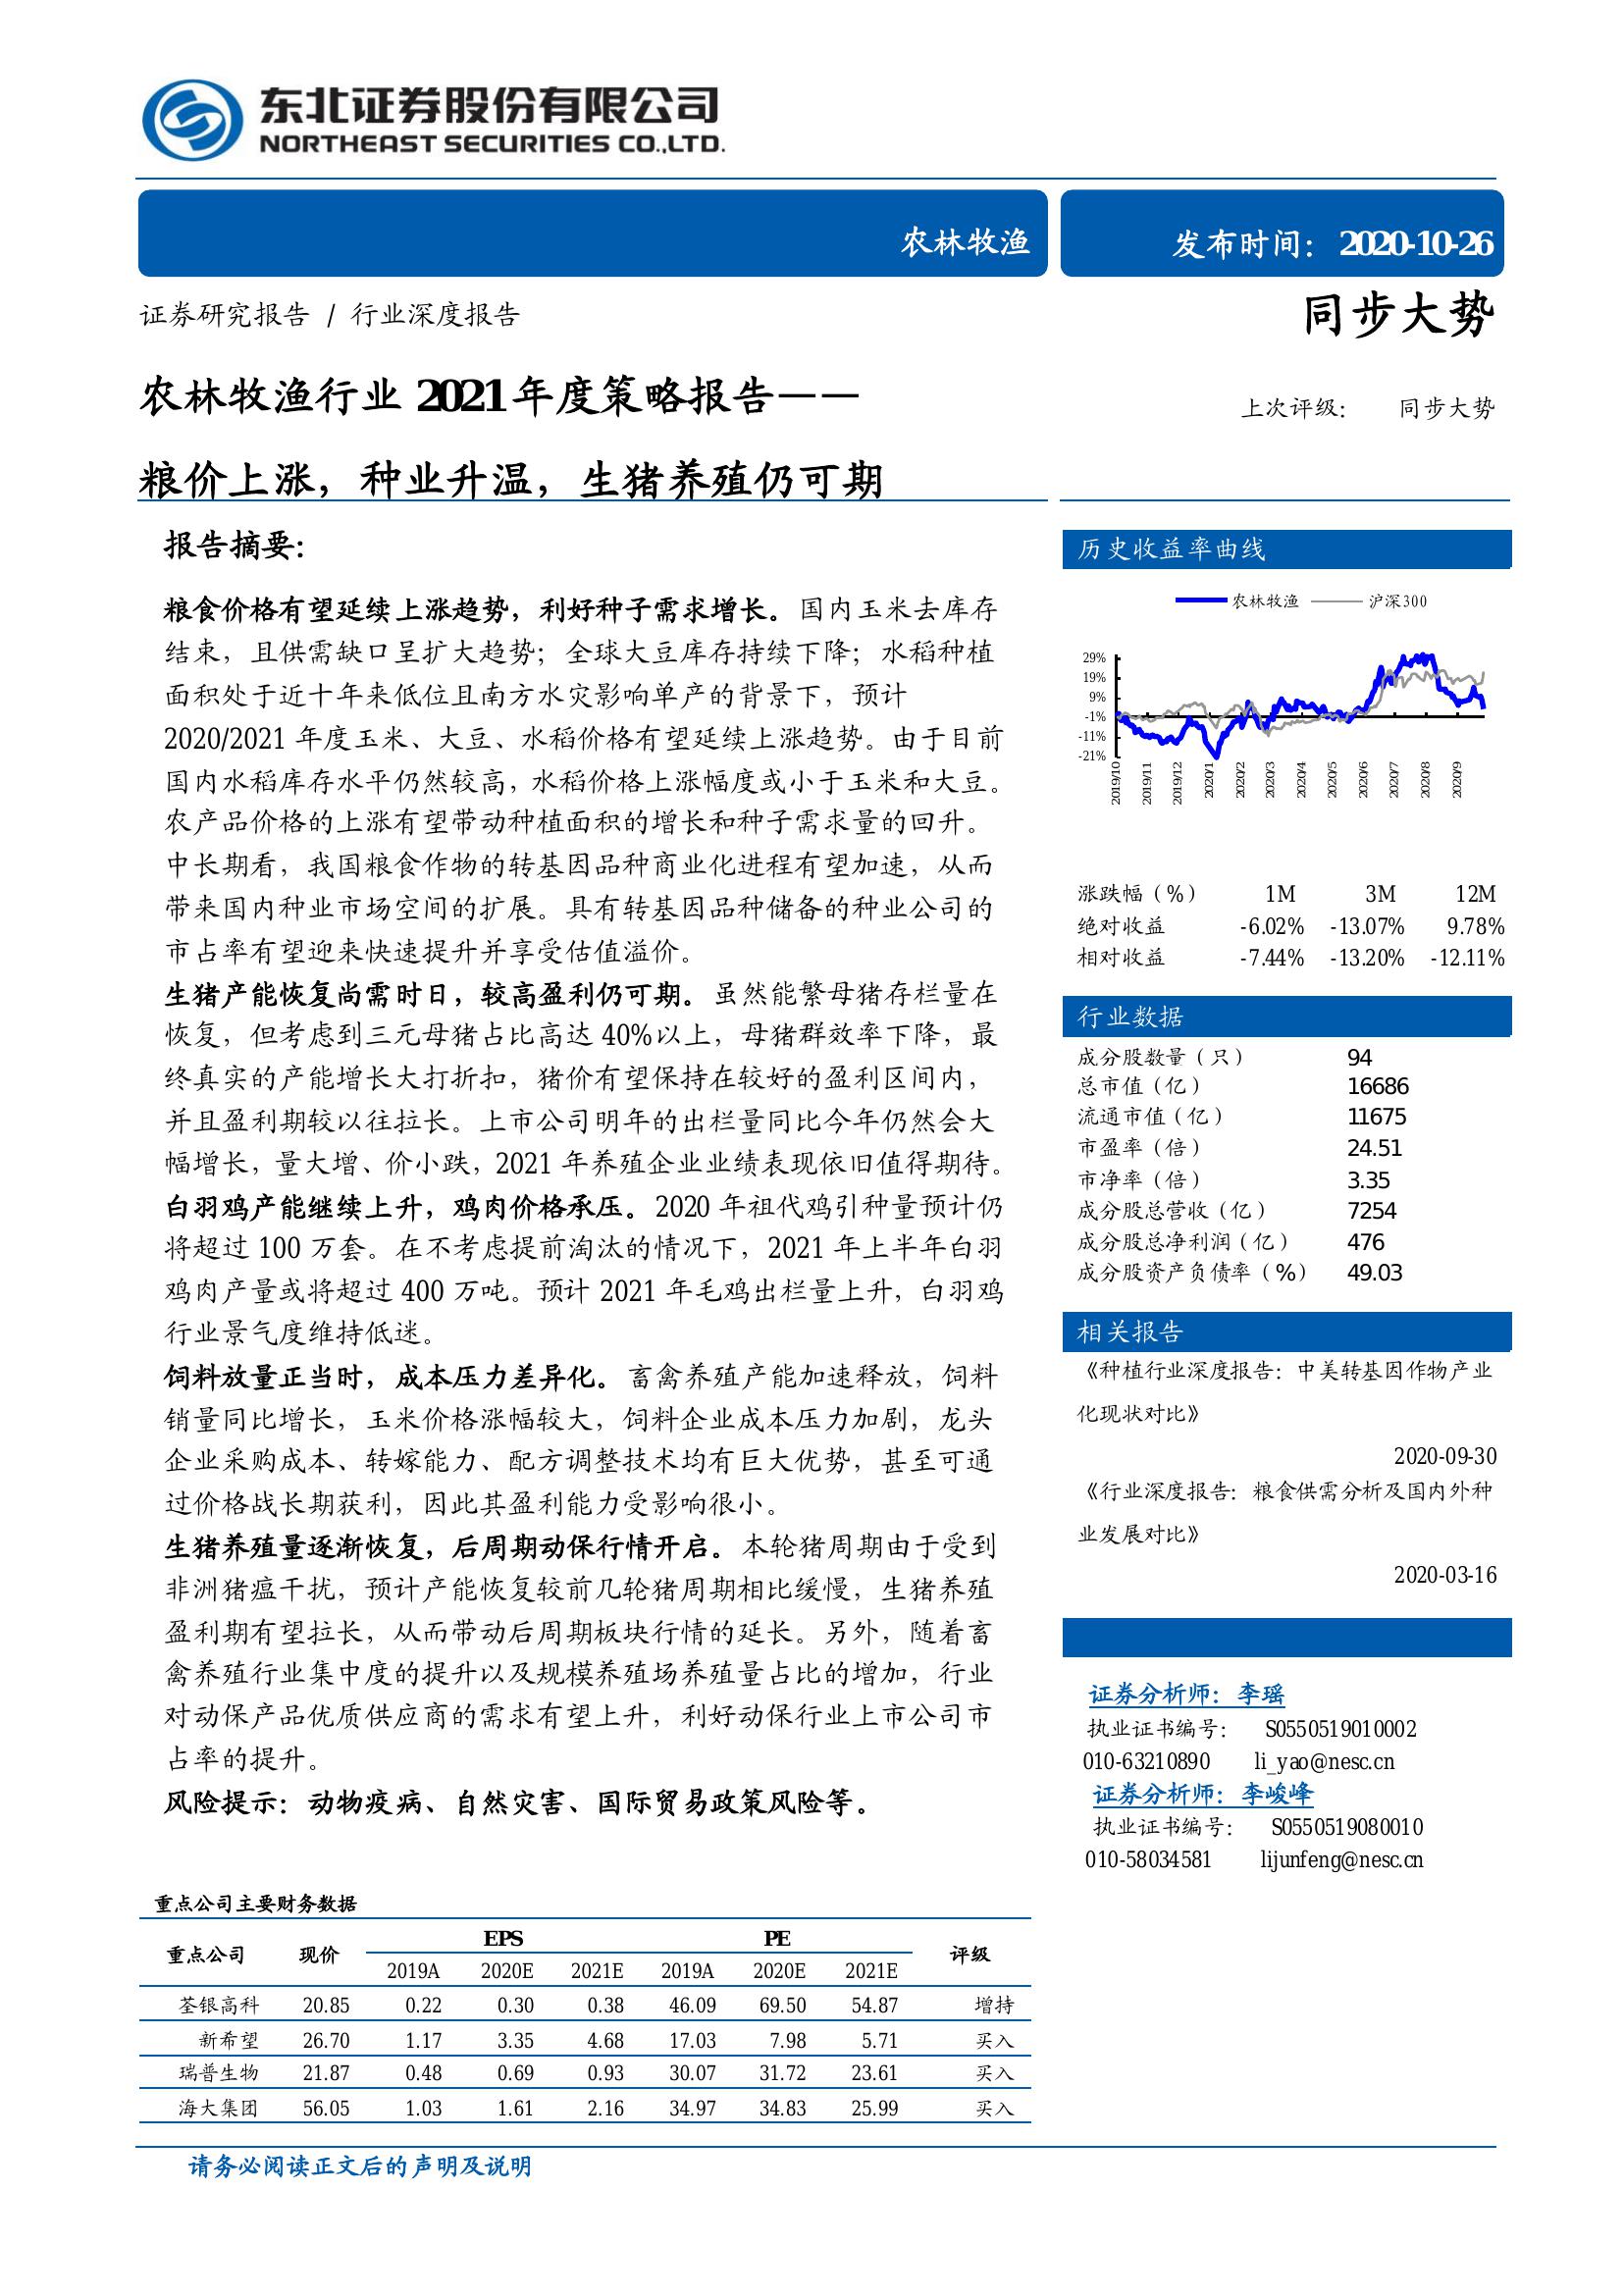 东北证券股份有限公司
NORTHEAST SECURITIES CO.,LTD.
农林牧渔
发布时间：2020-10-26
证券研究报告 / 行业深度报告
同步大势
农林牧渔行业 2021 年度策略报告——
上次评级： 同步大势
粮价上涨，种业升温，生猪养殖仍可期
报告摘要：
粮食价格有望延续上涨趋势，利好种子需求增长。国内玉米去库存
结束，且供需缺口呈扩大趋势；全球大豆库存持续下降；水稻种植
面积处于近十年来低位且南方水灾影响单产的背景下，预计
2020/2021 年度玉米、大豆、水稻价格有望延续上涨趋势。由于目前
国内水稻库存水平仍然较高，水稻价格上涨幅度或小于玉米和大豆。
农产品价格的上涨有望带动种植面积的增长和种子需求量的回升。
中长期看，我国粮食作物的转基因品种商业化进程有望加速，从而
带来国内种业市场空间的扩展。具有转基因品种储备的种业公司的
市占率有望迎来快速提升并享受估值溢价。
生猪产能恢复尚需时日，较高盈利仍可期。虽然能繁母猪存栏量在
恢复，但考虑到三元母猪占比高达 40%以上，母猪群效率下降，最
终真实的产能增长大打折扣，猪价有望保持在较好的盈利区间内，
并且盈利期较以往拉长。上市公司明年的出栏量同比今年仍然会大
幅增长，量大增、价小跌，2021 年养殖企业业绩表现依旧值得期待。
白羽鸡产能继续上升，鸡肉价格承压。2020 年祖代鸡引种量预计仍
将超过 100 万套。在不考虑提前淘汰的情况下，2021 年上半年白羽
鸡肉产量或将超过 400 万吨。预计 2021 年毛鸡出栏量上升，白羽鸡
行业景气度维持低迷。
饲料放量正当时，成本压力差异化。畜禽养殖产能加速释放，饲料
销量同比增长，玉米价格涨幅较大，饲料企业成本压力加剧，龙头
企业采购成本、转嫁能力、配方调整技术均有巨大优势，甚至可通
过价格战长期获利，因此其盈利能力受影响很小。
生猪养殖量逐渐恢复，后周期动保行情开启。本轮猪周期由于受到
非洲猪瘟干扰，预计产能恢复较前几轮猪周期相比缓慢，生猪养殖
盈利期有望拉长，从而带动后周期板块行情的延长。另外，随着畜
禽养殖行业集中度的提升以及规模养殖场养殖量占比的增加，行业
对动保产品优质供应商的需求有望上升，利好动保行业上市公司市
占率的提升。
风险提示：动物疫病、自然灾害、国际贸易政策风险等。
重点公司主要财务数据
重点公司 现价 EPS PE 评级
2019A 2020E 2021E 2019A 2020E 2021E
荃银高科 20.85 0.22 0.30 0.38 46.09 69.50 54.87 增持
新希望 26.70 1.17 3.35 4.68 17.03 7.98 5.71 买入
瑞普生物 21.87 0.48 0.69 0.93 30.07 31.72 23.61 买入
海大集团 56.05 1.03 1.61 2.16 34.97 34.83 25.99 买入
历史收益率曲线
农林牧渔 沪深300
29%
19%
9%
-1%
-11%
-21%
2019/10 2019/11 2019/12 2020/1 2020/2 2020/3 2020/4 2020/5 2020/6 2020/7 2020/8 2020/9
涨跌幅（%） 1M 3M 12M
绝对收益 -6.02% -13.07% 9.78%
相对收益 -7.44% -13.20% -12.11%
行业数据
成分股数量（只） 94
总市值（亿） 16686
流通市值（亿） 11675
市盈率（倍） 24.51
市净率（倍） 3.35
成分股总营收（亿） 7254
成分股总净利润（亿） 476
成分股资产负债率（%） 49.03
相关报告
《种植行业深度报告：中美转基因作物产业
化现状对比》
2020-09-30
《行业深度报告：粮食供需分析及国内外种
业发展对比》
2020-03-16
证券分析师：李瑶
执业证书编号： S0550519010002
010-63210890 li_yao@nesc.cn
证券分析师：李峻峰
执业证书编号： S0550519080010
010-58034581 lijunfeng@nesc.cn
请务必阅读正文后的声明及说明